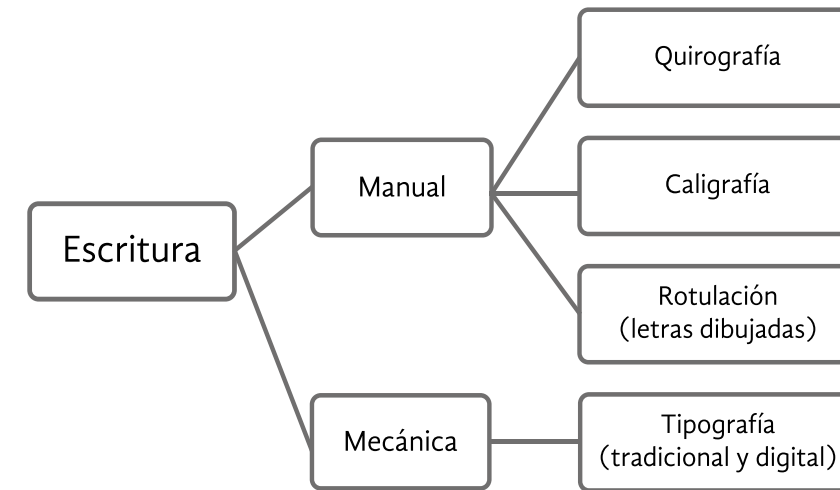 Escritura
Manual
Quirografía
Caligrafía
Rotulación
(letras dibujadas)
Mecánica
Tipografía
(tradicional y digital)